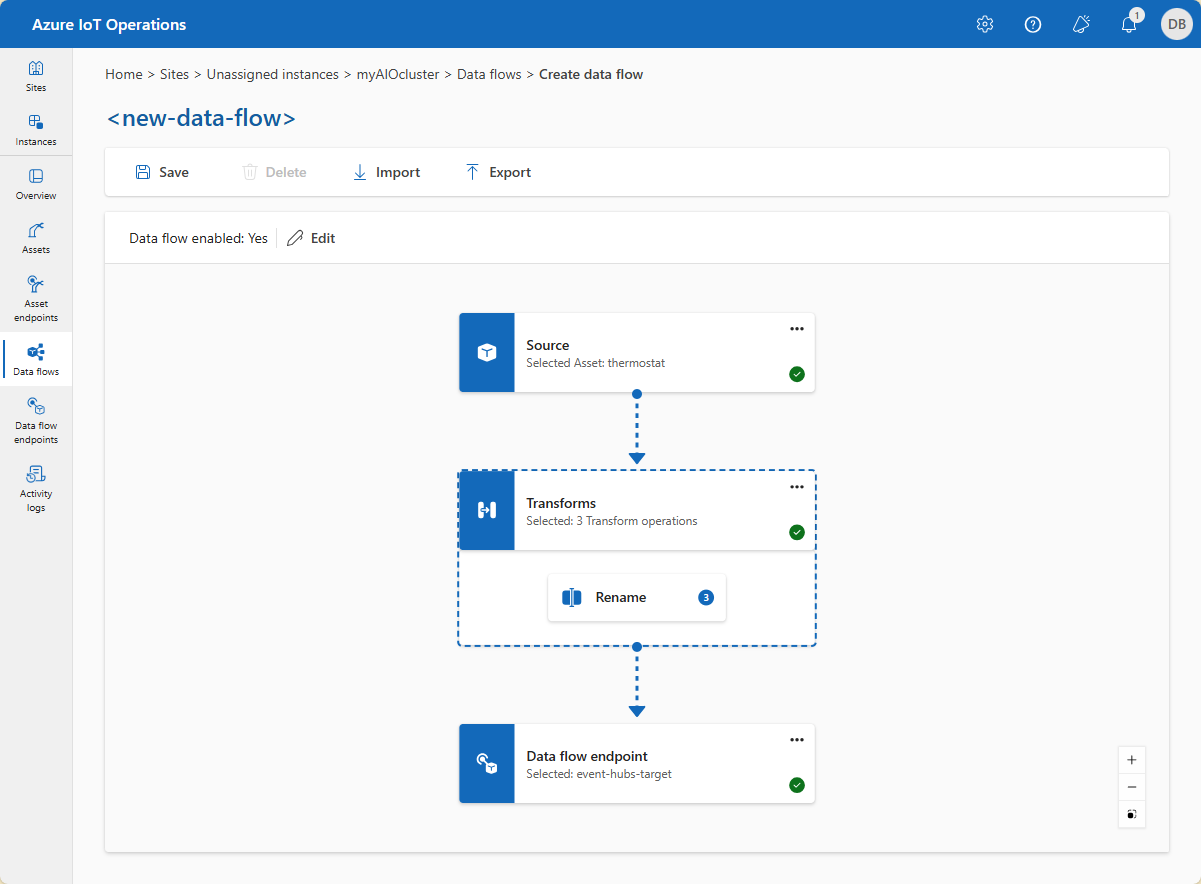 Azure IoT Operations
1
DB
Sites
Instances
Overview
Assets
Asset
endpoints
Data flows
Data flow
endpoints
Activity
logs
Home > Sites > Unassigned instances > myAIOcluster > Data flows > Create data flow
<new-data-flow>
Save Delete Import Export
Data flow enabled: Yes Edit
Source
Selected Asset: thermostat
Transforms
Selected: 3 Transform operations
Rename 3
Data flow endpoint
Selected: event-hubs-target